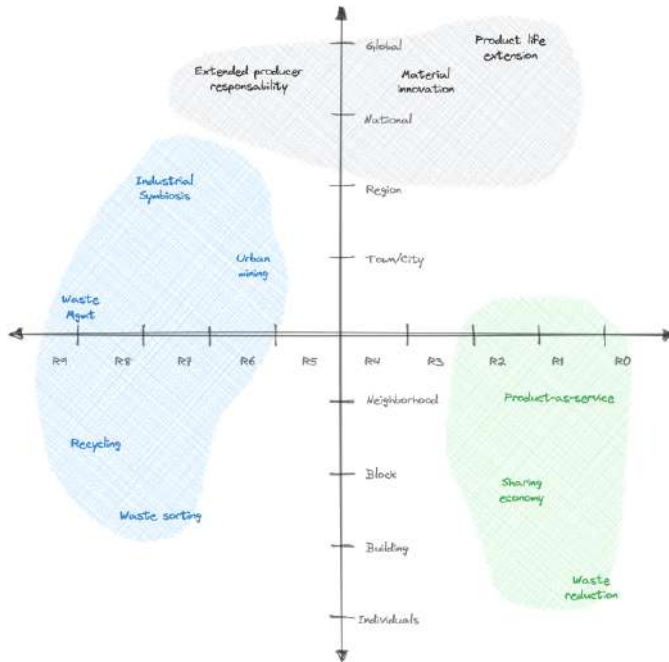 Product life
extension
Global
Extended producer
responsability
Material
innovation
National
Industrial
Symbiosis
Region
Urban
mining
Town/City
Waste
Mgmt
R9 R8 R7 R6 R5 R4 R3 R2 R1 R0
Neighborhood
Product-as-service
Recycling
Block
Sharing
economy
Waste sorting
Building
Waste
reduction
Individuals